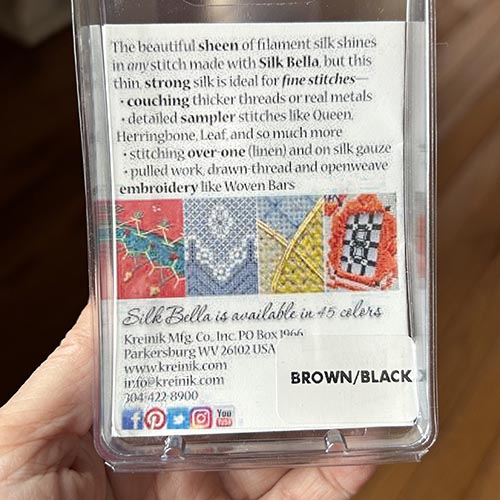 The beautiful sheen of filament silk shines
in any stitch made with Silk Bella, but this
thin, strong silk is ideal for fine stitches—
• couching thicker threads or real metals
• detailed sampler stitches like Queen,
Herringbone, Leaf, and so much more
• stitching over-one (linen) and on silk gauze
• pulled work, drawn-thread and openweave
embroidery like Woven Bars
Silk Bella is available in 45 colors
Kreinik Mfg. Co., Inc. PO Box 1966
Parkersburg WV 26102 USA
www.kreinik.com
info@kreinik.com
304-422-8900
BROWN/BLACK
You
Tube